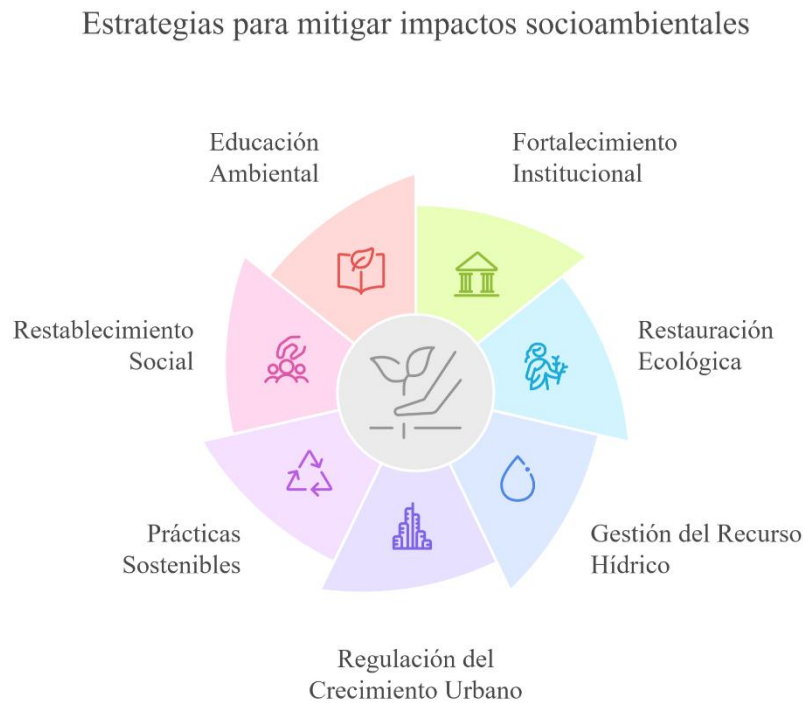 Estrategias para mitigar impactos socioambientales
Educación
Ambiental
Fortalecimiento
Institucional
Restablecimiento
Social
Restauración
Ecológica
Prácticas
Sostenibles
Gestión del Recurso
Hídrico
Regulación del
Crecimiento Urbano